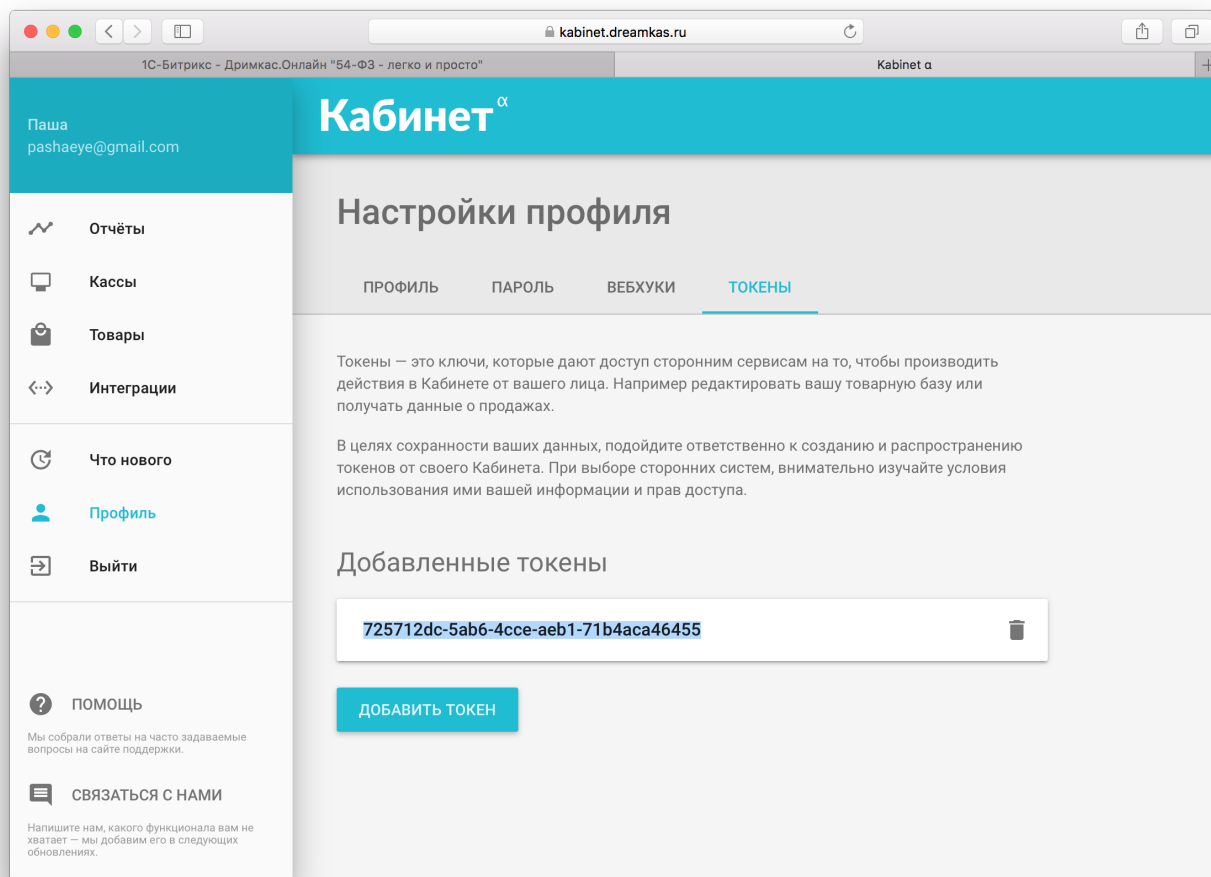 kabinet.dreamkas.ru
1С-Битрикс - Дримкас.Онлайн "54-ФЗ - легко и просто"
Kabinet α
Паша
pashaeye@gmail.com
Кабинет α
Отчёты
Кассы
Товары
Интеграции
Что нового
Профиль
Выйти
ПОМОЩЬ
Мы собрали ответы на часто задаваемые
вопросы на сайте поддержки.
СВЯЗАТЬСЯ С НАМИ
Напишите нам, какого функционала вам не
хватает — мы добавим его в следующих
обновлениях.
Настройки профиля
ПРОФИЛЬ ПАРОЛЬ ВЕБХУКИ ТОКЕНЫ
Токены — это ключи, которые дают доступ сторонним сервисам на то, чтобы производить
действия в Кабинете от вашего лица. Например редактировать вашу товарную базу или
получать данные о продажах.
В целях сохранности ваших данных, подойдите ответственно к созданию и распространению
токенов от своего Кабинета. При выборе сторонних систем, внимательно изучайте условия
использования ими вашей информации и прав доступа.
Добавленные токены
725712dc-5ab6-4cce-aeb1-71b4aca46455
ДОБАВИТЬ ТОКЕН